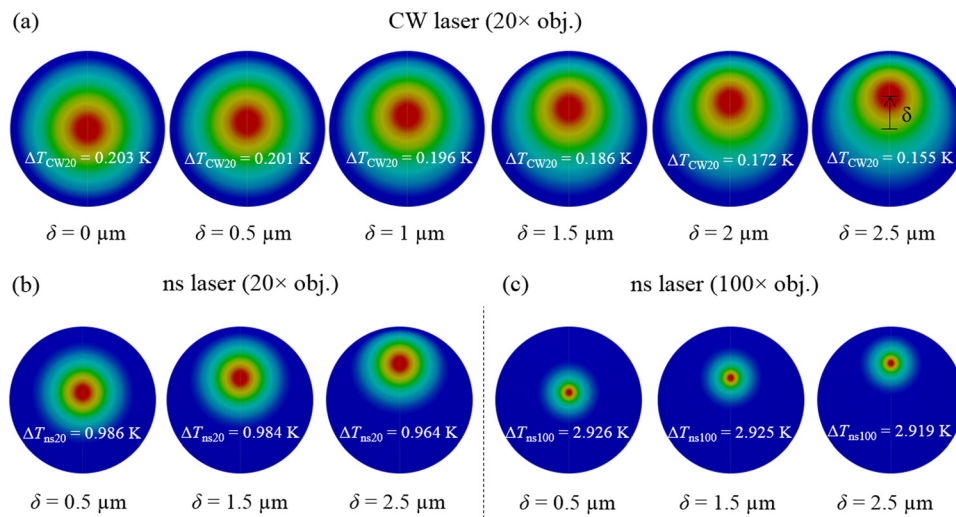 (a) CW laser (20× obj.)
δ
ΔT_CW20 = 0.203 K ΔT_CW20 = 0.201 K ΔT_CW20 = 0.196 K ΔT_CW20 = 0.186 K ΔT_CW20 = 0.172 K ΔT_CW20 = 0.155 K
δ = 0 μm δ = 0.5 μm δ = 1 μm δ = 1.5 μm δ = 2 μm δ = 2.5 μm
(b) ns laser (20× obj.)
ΔT_ns20 = 0.986 K ΔT_ns20 = 0.984 K ΔT_ns20 = 0.964 K
δ = 0.5 μm δ = 1.5 μm δ = 2.5 μm
(c) ns laser (100× obj.)
ΔT_ns100 = 2.926 K ΔT_ns100 = 2.925 K ΔT_ns100 = 2.919 K
δ = 0.5 μm δ = 1.5 μm δ = 2.5 μm